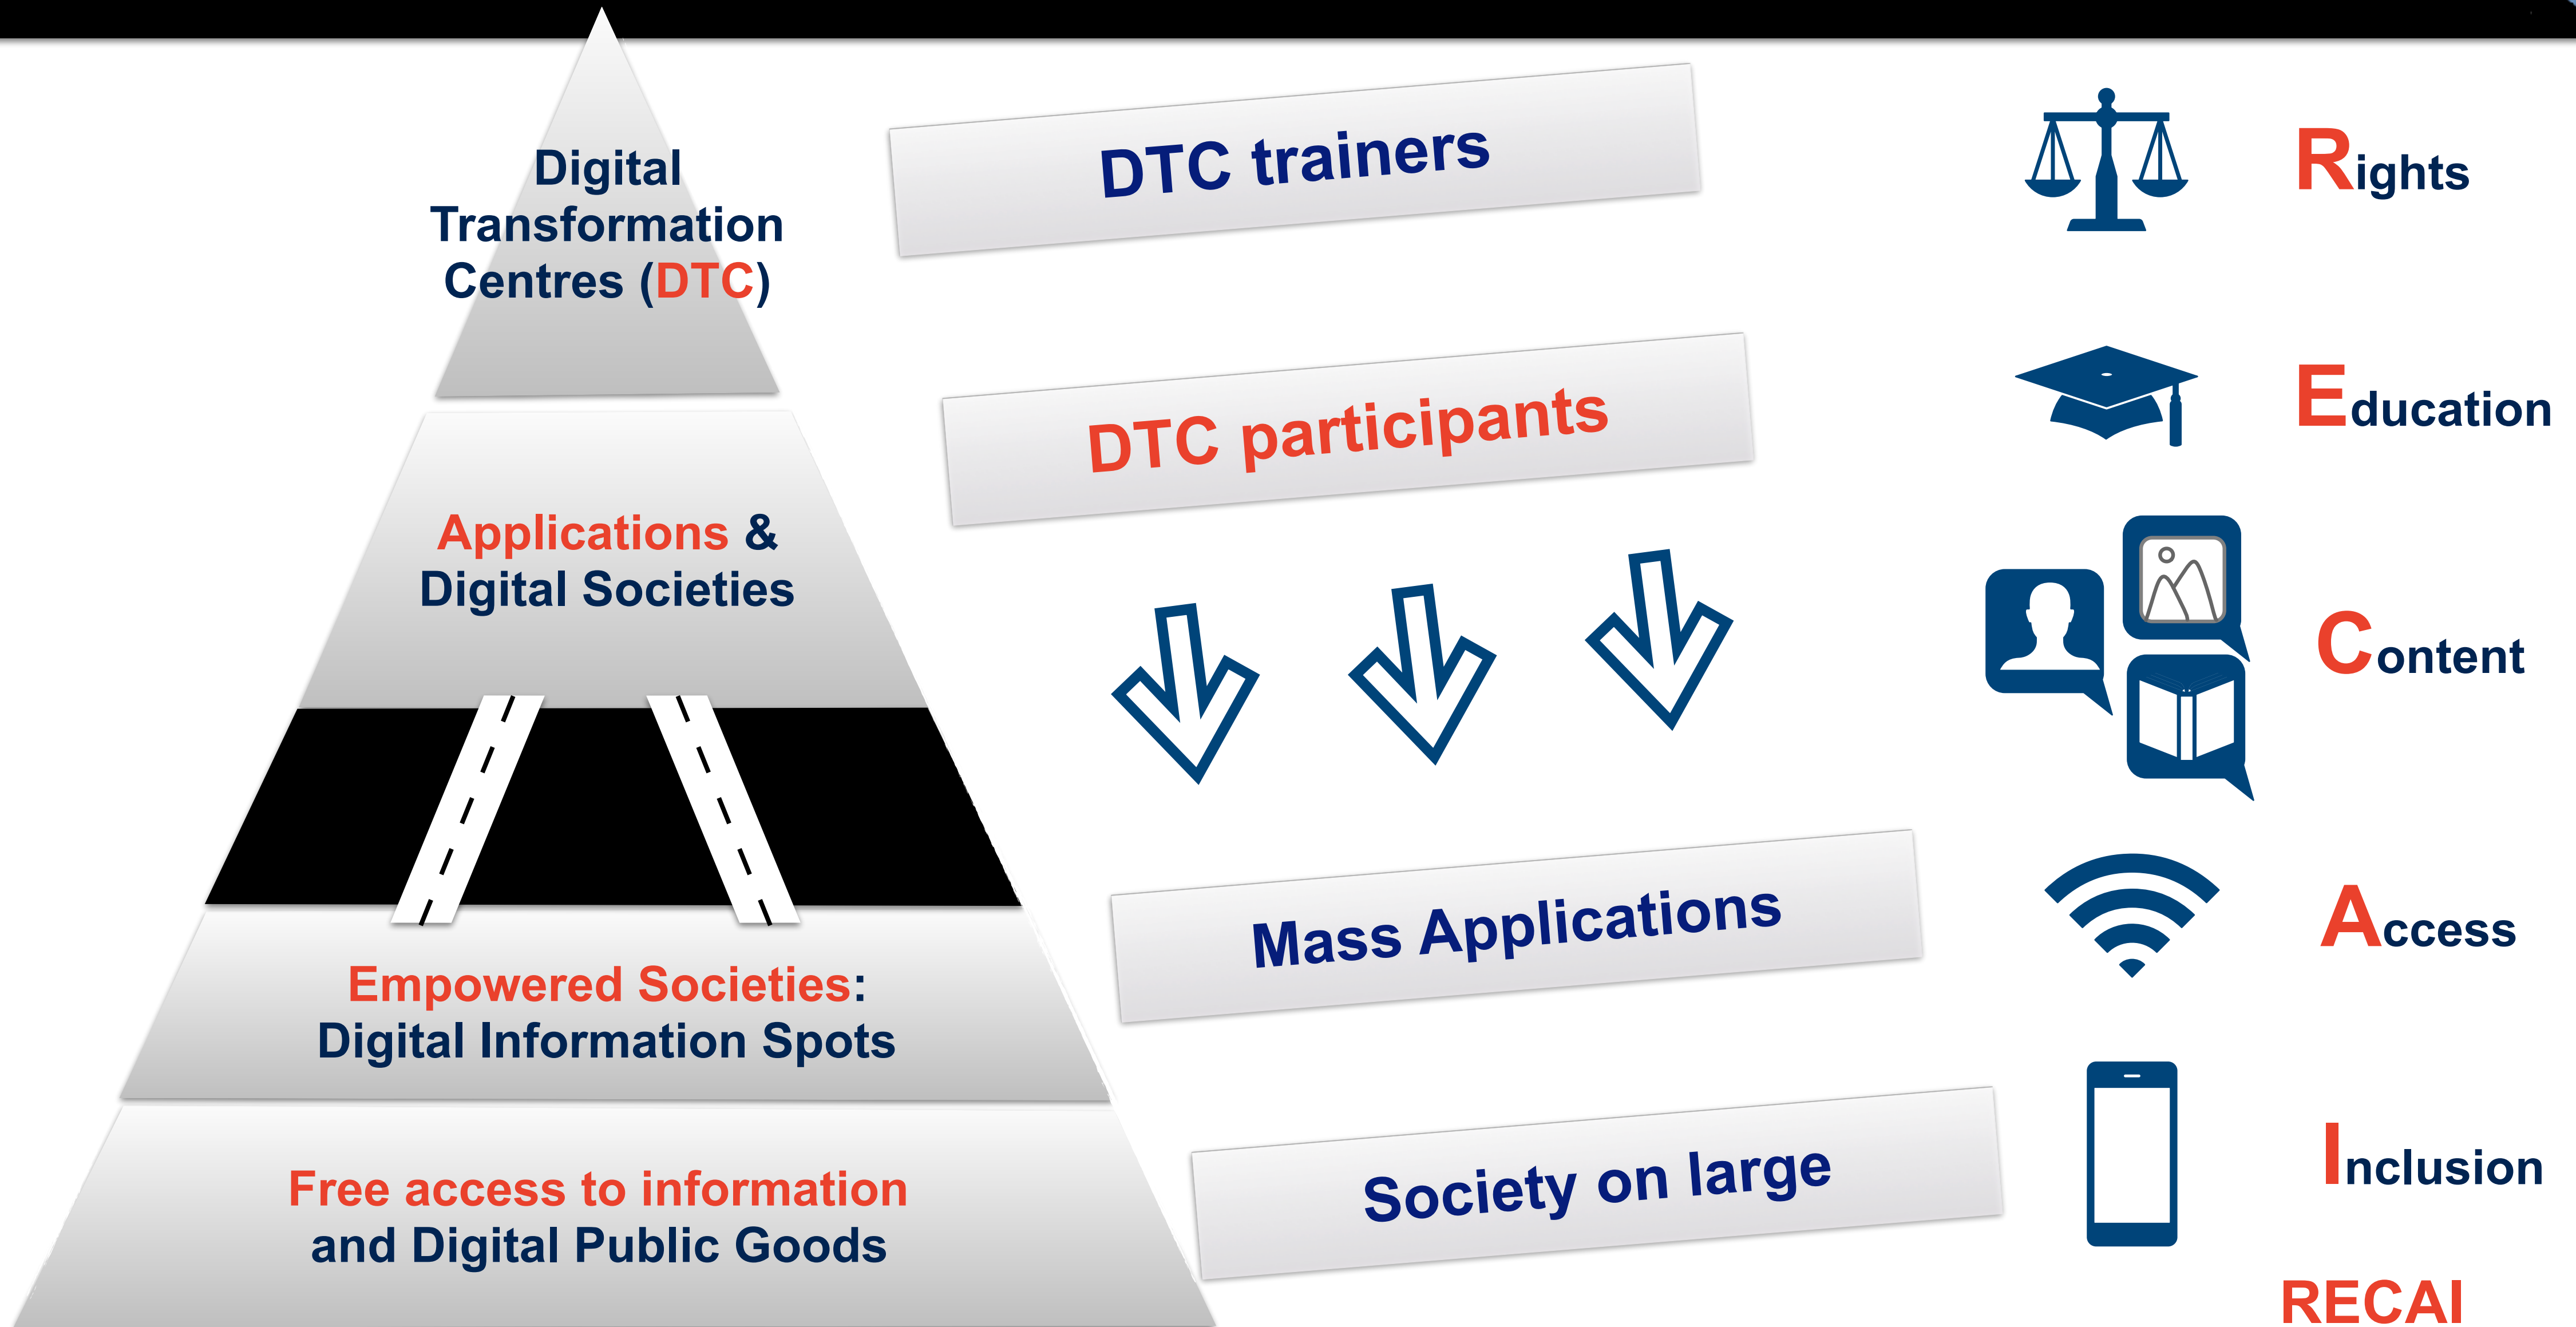 Digital
Transformation
Centres (DTC)
Applications &
Digital Societies
Empowered Societies:
Digital Information Spots
Free access to information
and Digital Public Goods
DTC trainers
DTC participants
Mass Applications
Society on large
Rights
Education
Content
Access
Inclusion
RECAI